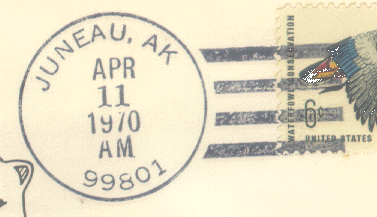 JUNEAU, AK
APR
11
1970
AM
99801
WATERFOWL CONSERVATION
6¢
UNITED STATES